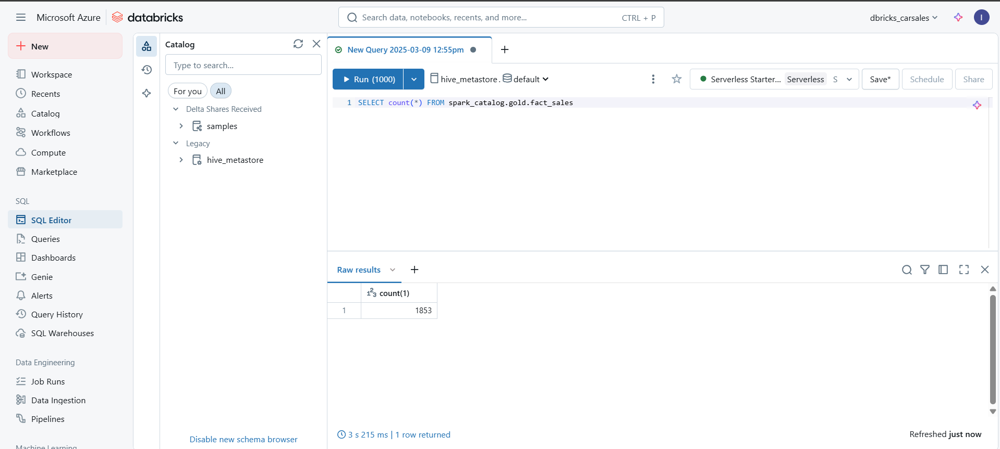 Microsoft Azure databricks
Search data, notebooks, recents, and more... CTRL + P
dbricks_carsales
I
New
Workspace
Recents
Catalog
Workflows
Compute
Marketplace
SQL
SQL Editor
Queries
Dashboards
Genie
Alerts
Query History
SQL Warehouses
Data Engineering
Job Runs
Data Ingestion
Pipelines
Machine Learning
Catalog
Type to search...
For you All
Delta Shares Received
samples
Legacy
hive_metastore
Disable new schema browser
New Query 2025-03-09 12:55pm
Run (1000) hive_metastore. default
Serverless Starter... Serverless S Save* Schedule Share
1 SELECT count(*) FROM spark_catalog.gold.fact_sales
Raw results
123 count(1)
1 1853
3 s 215 ms | 1 row returned
Refreshed just now